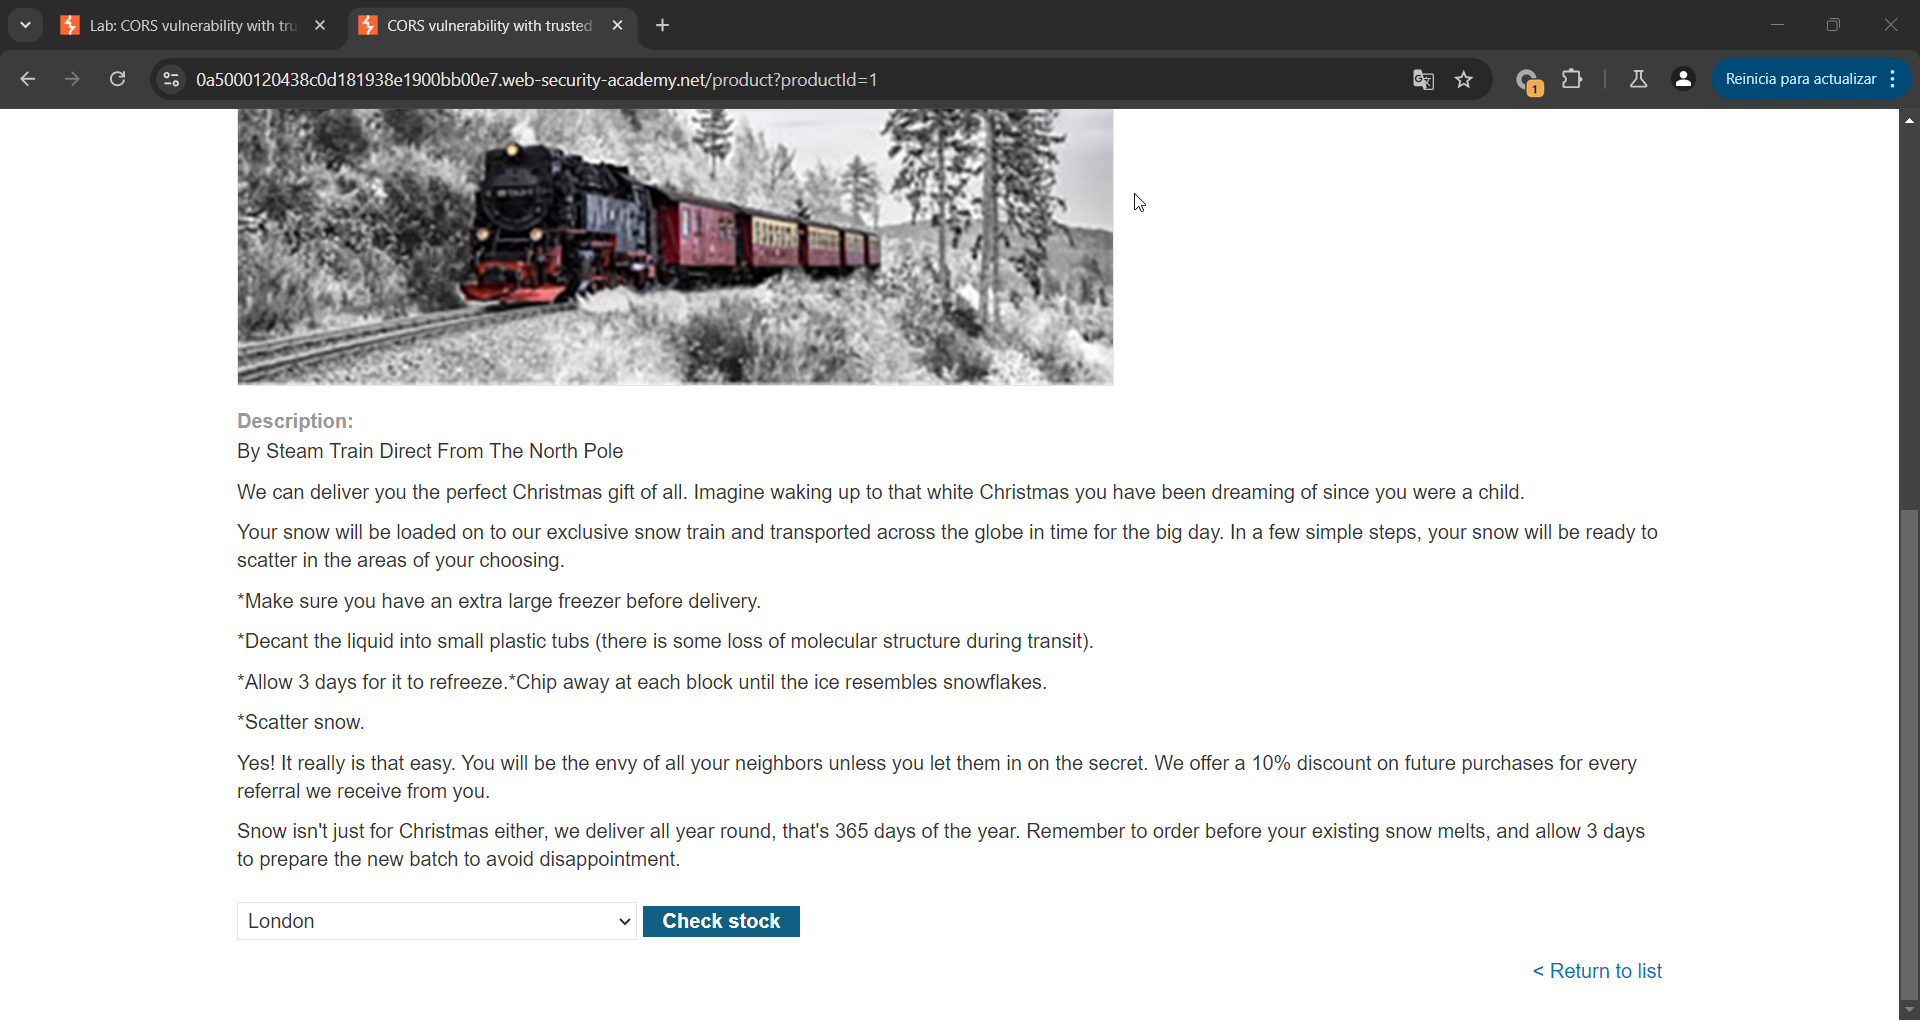 Lab: CORS vulnerability with tru
CORS vulnerability with trusted
0a5000120438c0d181938e1900bb00e7.web-security-academy.net/product?productId=1
1
Reinicia para actualizar
Description:
By Steam Train Direct From The North Pole
We can deliver you the perfect Christmas gift of all. Imagine waking up to that white Christmas you have been dreaming of since you were a child.
Your snow will be loaded on to our exclusive snow train and transported across the globe in time for the big day. In a few simple steps, your snow will be ready to
scatter in the areas of your choosing.
*Make sure you have an extra large freezer before delivery.
*Decant the liquid into small plastic tubs (there is some loss of molecular structure during transit).
*Allow 3 days for it to refreeze.*Chip away at each block until the ice resembles snowflakes.
*Scatter snow.
Yes! It really is that easy. You will be the envy of all your neighbors unless you let them in on the secret. We offer a 10% discount on future purchases for every
referral we receive from you.
Snow isn't just for Christmas either, we deliver all year round, that's 365 days of the year. Remember to order before your existing snow melts, and allow 3 days
to prepare the new batch to avoid disappointment.
London
Check stock
< Return to list